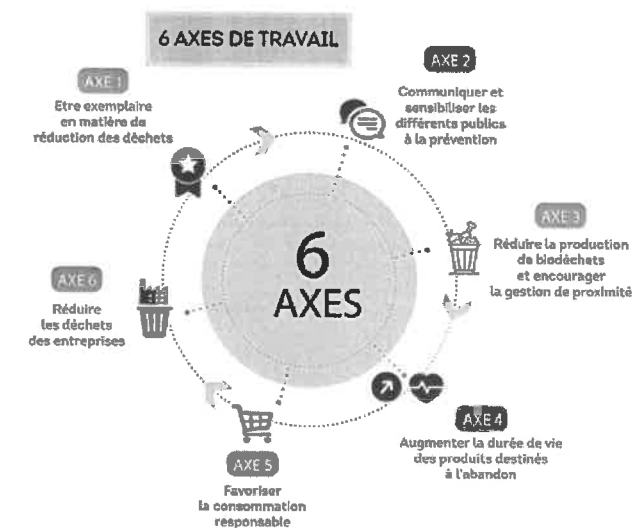 6 AXES DE TRAVAIL
AXE 1
Etre exemplaire
en matière de
réduction des déchets
AXE 2
Communiquer et
sensibiliser les
différents publics
à la prévention
AXE 3
Réduire la production
de biodéchets
et encourager
la gestion de proximité
AXE 4
Augmenter la durée de vie
des produits destinés
à l'abandon
AXE 5
Favoriser
la consommation
responsable
AXE 6
Réduire
les déchets
des entreprises
6
AXES